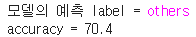 모델의 예측 label = others
accuracy = 70.4